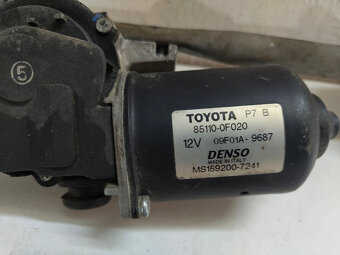 5
TOYOTA P7 B
85110-0F020
12V 09F01A-9687
DENSO
MADE IN ITALY
MS159200-7241